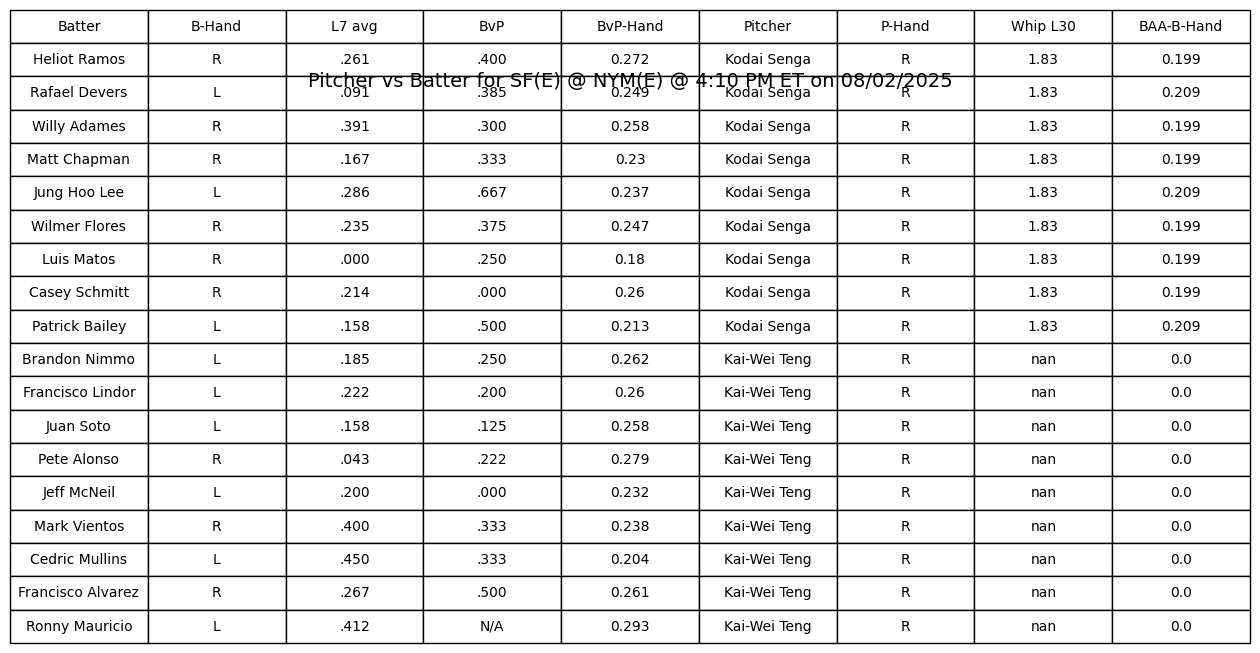 Batter B-Hand L7 avg BvP BvP-Hand Pitcher P-Hand Whip L30 BAA-B-Hand
Heliot Ramos R .261 .400 0.272 Kodai Senga R 1.83 0.199
Pitcher vs Batter for SF(E) @ NYM(E) @ 4:10 PM ET on 08/02/2025
Rafael Devers L .091 .385 0.249 Kodai Senga R 1.83 0.209
Willy Adames R .391 .300 0.258 Kodai Senga R 1.83 0.199
Matt Chapman R .167 .333 0.23 Kodai Senga R 1.83 0.199
Jung Hoo Lee L .286 .667 0.237 Kodai Senga R 1.83 0.209
Wilmer Flores R .235 .375 0.247 Kodai Senga R 1.83 0.199
Luis Matos R .000 .250 0.18 Kodai Senga R 1.83 0.199
Casey Schmitt R .214 .000 0.26 Kodai Senga R 1.83 0.199
Patrick Bailey L .158 .500 0.213 Kodai Senga R 1.83 0.209
Brandon Nimmo L .185 .250 0.262 Kai-Wei Teng R nan 0.0
Francisco Lindor L .222 .200 0.26 Kai-Wei Teng R nan 0.0
Juan Soto L .158 .125 0.258 Kai-Wei Teng R nan 0.0
Pete Alonso R .043 .222 0.279 Kai-Wei Teng R nan 0.0
Jeff McNeil L .200 .000 0.232 Kai-Wei Teng R nan 0.0
Mark Vientos R .400 .333 0.238 Kai-Wei Teng R nan 0.0
Cedric Mullins L .450 .333 0.204 Kai-Wei Teng R nan 0.0
Francisco Alvarez R .267 .500 0.261 Kai-Wei Teng R nan 0.0
Ronny Mauricio L .412 N/A 0.293 Kai-Wei Teng R nan 0.0